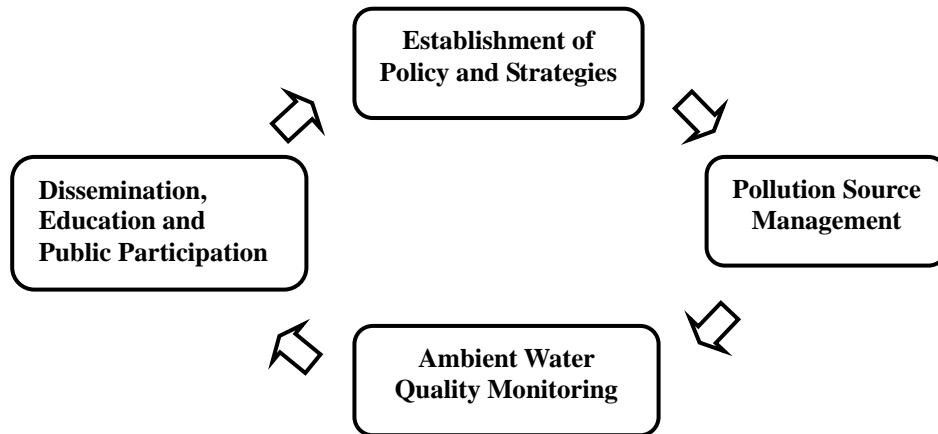 Establishment of
Policy and Strategies
Dissemination,
Education and
Public Participation
Pollution Source
Management
Ambient Water
Quality Monitoring